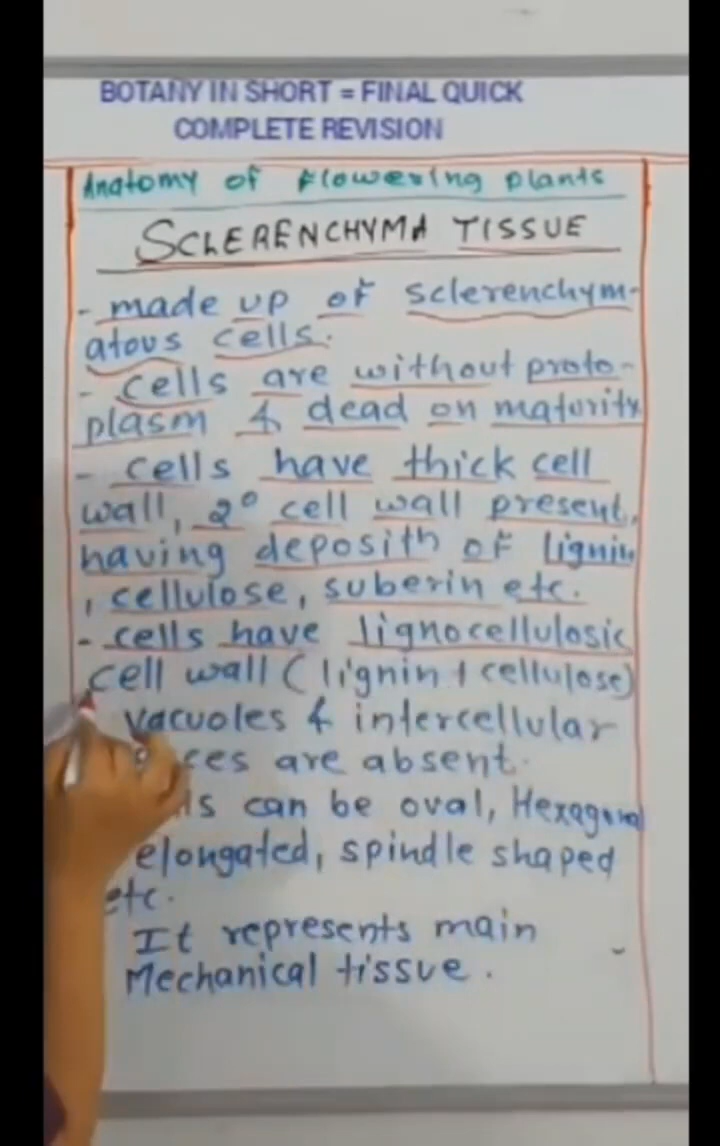 BOTANY IN SHORT = FINAL QUICK
COMPLETE REVISION
Anatomy of Flowering plants
SCLERENCHYMA TISSUE
- made up of sclerenchym-
atous cells.
- cells are without proto-
plasm & dead on maturity
- cells have thick cell
wall, 2° cell wall present,
having deposith of lignin
, cellulose, suberin etc.
- cells have lignocellulosic
cell wall (lignin + cellulose)
vacuoles & intercellular
ces are absent.
ls can be oval, Hexagonal
elongated, spindle shaped
etc.
It represents main
Mechanical tissue.